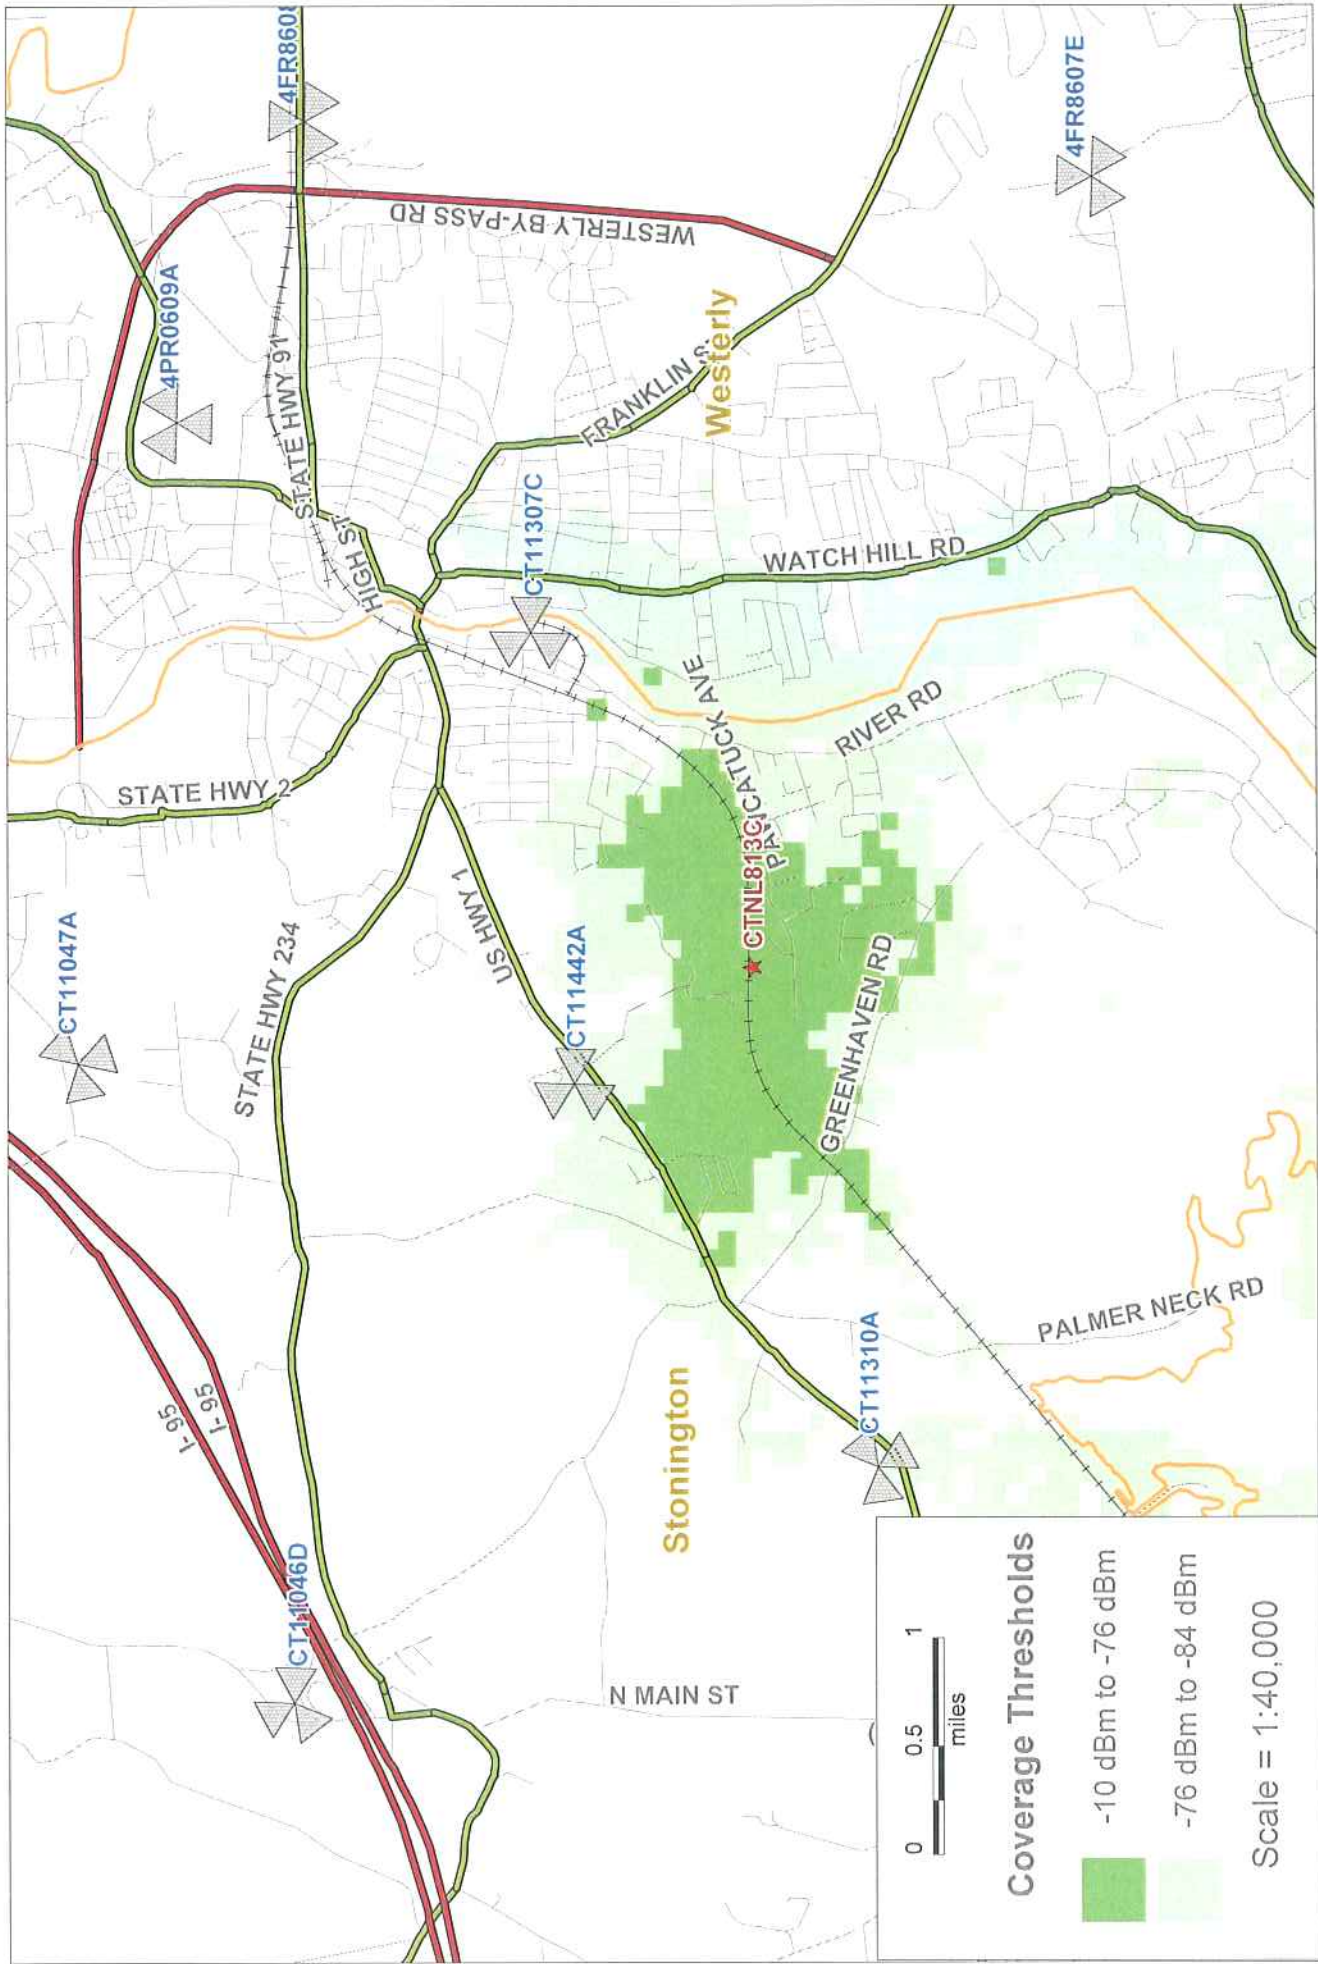 CT11046D
I-95
I-95
CT11047A
STATE HWY 2
4PR0609A
4FR8608
STATE HWY 234
STATE HWY 91
HIGH ST
WESTERLY BY-PASS RD
US HWY 1
CT11442A
CT11307C
FRANKLIN S
N MAIN ST
Stonington
Westerly
CTNL813C
CATUCK AVE
WATCH HILL RD
CT11310A
GREENHAVEN RD
RIVER RD
PALMER NECK RD
4FR8607E
0 0.5 1
miles
Coverage Thresholds
-10 dBm to -76 dBm
-76 dBm to -84 dBm
Scale = 1:40,000